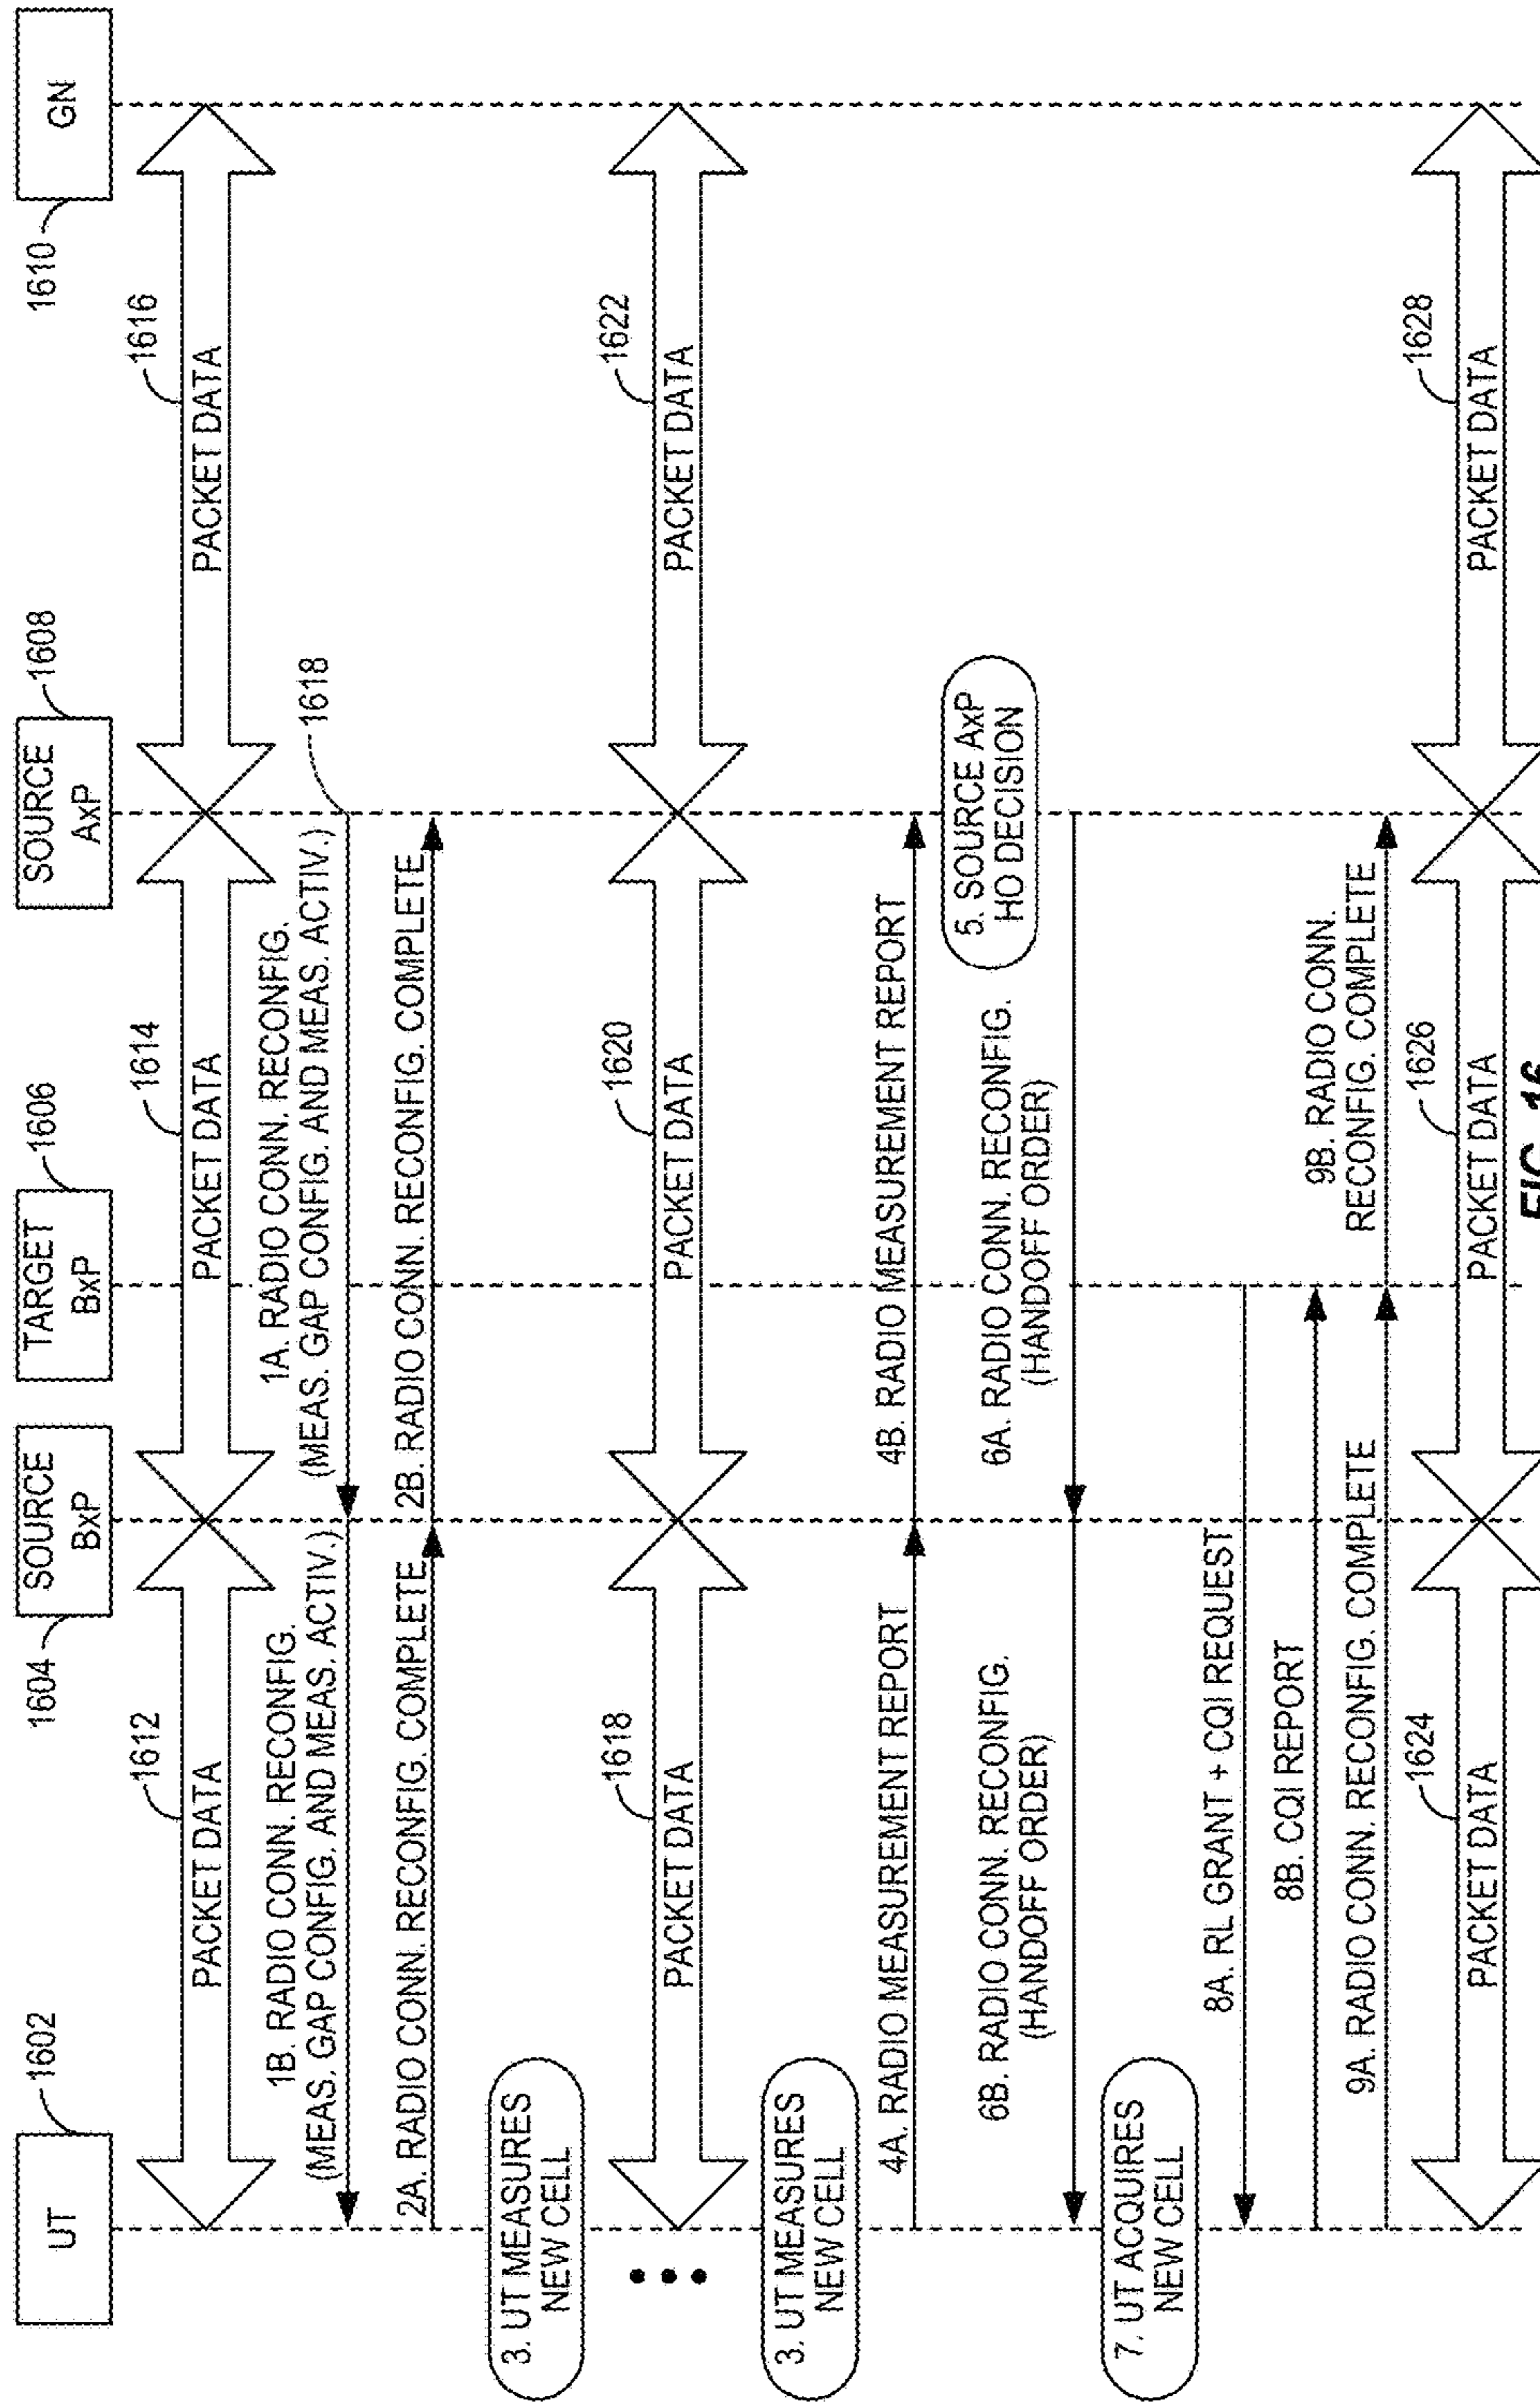 UT
1602
SOURCE
BxP
1604
TARGET
BxP
1606
SOURCE
AxP
1608
GN
1610
1612
PACKET DATA
1614
PACKET DATA
1616
PACKET DATA
1B. RADIO CONN. RECONFIG.
(MEAS. GAP CONFIG. AND MEAS. ACTIV.)
1A. RADIO CONN. RECONFIG.
(MEAS. GAP CONFIG. AND MEAS. ACTIV.)
1618
2A. RADIO CONN. RECONFIG. COMPLETE
2B. RADIO CONN. RECONFIG. COMPLETE
3. UT MEASURES
NEW CELL
1618
PACKET DATA
1620
PACKET DATA
1622
PACKET DATA
3. UT MEASURES
NEW CELL
4A. RADIO MEASUREMENT REPORT
4B. RADIO MEASUREMENT REPORT
5. SOURCE AxP
HO DECISION
6B. RADIO CONN. RECONFIG.
(HANDOFF ORDER)
6A. RADIO CONN. RECONFIG.
(HANDOFF ORDER)
7. UT ACQUIRES
NEW CELL
8A. RL GRANT + CQI REQUEST
8B. CQI REPORT
9A. RADIO CONN. RECONFIG. COMPLETE
9B. RADIO CONN.
RECONFIG. COMPLETE
1624
PACKET DATA
1626
PACKET DATA
1628
PACKET DATA
FIG. 16